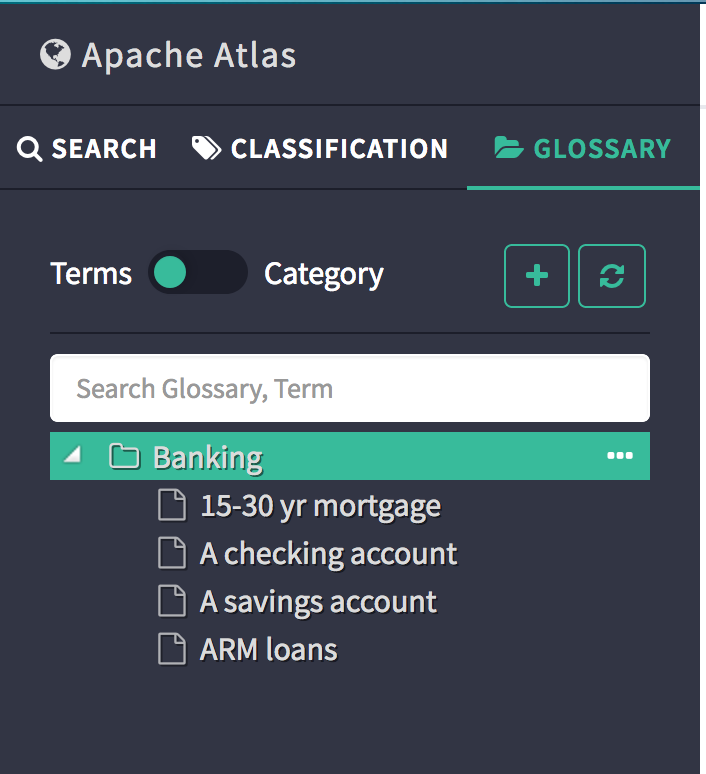 Apache Atlas
SEARCH CLASSIFICATION GLOSSARY
Terms Category
Search Glossary, Term
Banking
15-30 yr mortgage
A checking account
A savings account
ARM loans